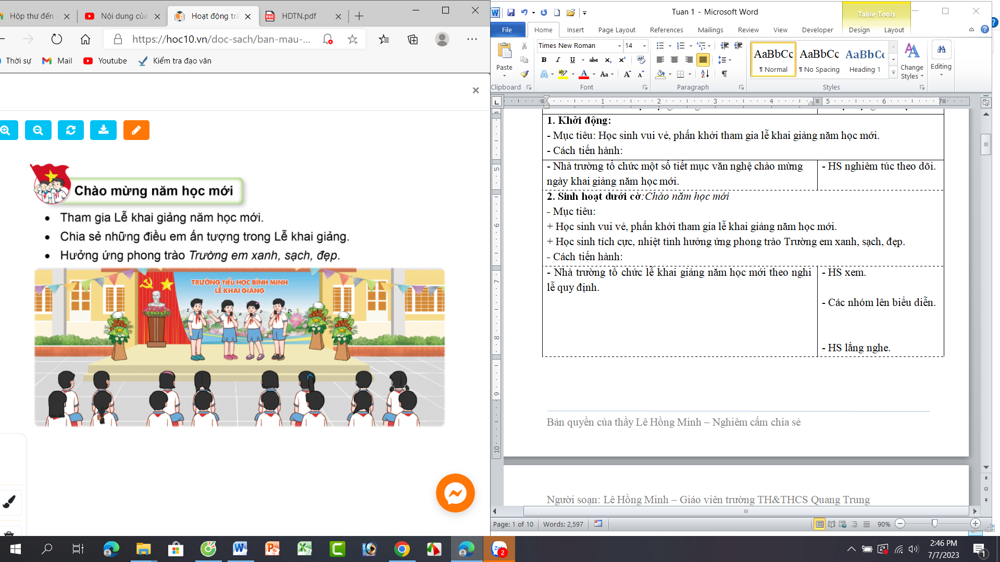 Hộp thư đến
Nội dung của
Hoạt động trả
HDTN.pdf
https://hoc10.vn/doc-sach/ban-mau-...
Thời sự
Mail
Youtube
Kiểm tra đạo văn
Chào mừng năm học mới
• Tham gia Lễ khai giảng năm học mới.
• Chia sẻ những điều em ấn tượng trong Lễ khai giảng.
• Hưởng ứng phong trào Trường em xanh, sạch, đẹp.
TRƯỜNG TIỂU HỌC BÌNH MINH
LỄ KHAI GIẢNG
Tuan 1 - Microsoft Word
Table Tools
File Home Insert Page Layout References Mailings Review View Developer Design Layout
Times New Roman 14
Paste
Clipboard
Font
Paragraph
AaBbCc AaBbCc AaBbCc
¶ Normal ¶ No Spacing Heading 1
Change
Styles
Editing
Styles
1. Khởi động:
- Mục tiêu: Học sinh vui vẻ, phấn khởi tham gia lễ khai giảng năm học mới.
- Cách tiến hành:
- Nhà trường tổ chức một số tiết mục văn nghệ chào mừng
ngày khai giảng năm học mới.
- HS nghiêm túc theo dõi.
2. Sinh hoạt dưới cờ:Chào năm học mới
- Mục tiêu:
+ Học sinh vui vẻ, phấn khởi tham gia lễ khai giảng năm học mới.
+ Học sinh tích cực, nhiệt tình hưởng ứng phong trào Trường em xanh, sạch, đẹp.
- Cách tiến hành:
- Nhà trường tổ chức lễ khai giảng năm học mới theo nghi
lễ quy định.
- HS xem.
- Các nhóm lên biểu diễn.
- HS lắng nghe.
Bản quyền của thầy Lê Hồng Minh – Nghiêm cấm chia sẻ
Người soạn: Lê Hồng Minh – Giáo viên trường TH&THCS Quang Trung
Page: 1 of 10 Words: 2,597 90%
2:46 PM
7/7/2023